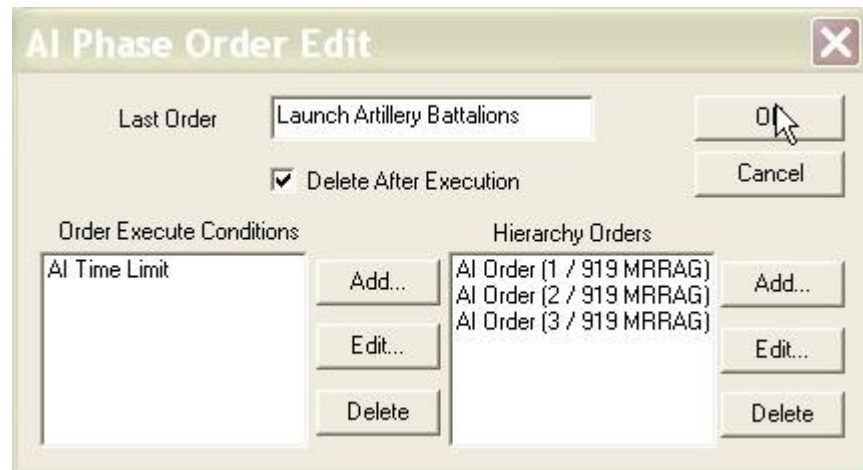 AI Phase Order Edit
Last Order
Launch Artillery Battalions
OK
Delete After Execution
Cancel
Order Execute Conditions
Hierarchy Orders
AI Time Limit
Add...
Edit...
Delete
AI Order (1 / 919 MRRAG)
AI Order (2 / 919 MRRAG)
AI Order (3 / 919 MRRAG)
Add...
Edit...
Delete